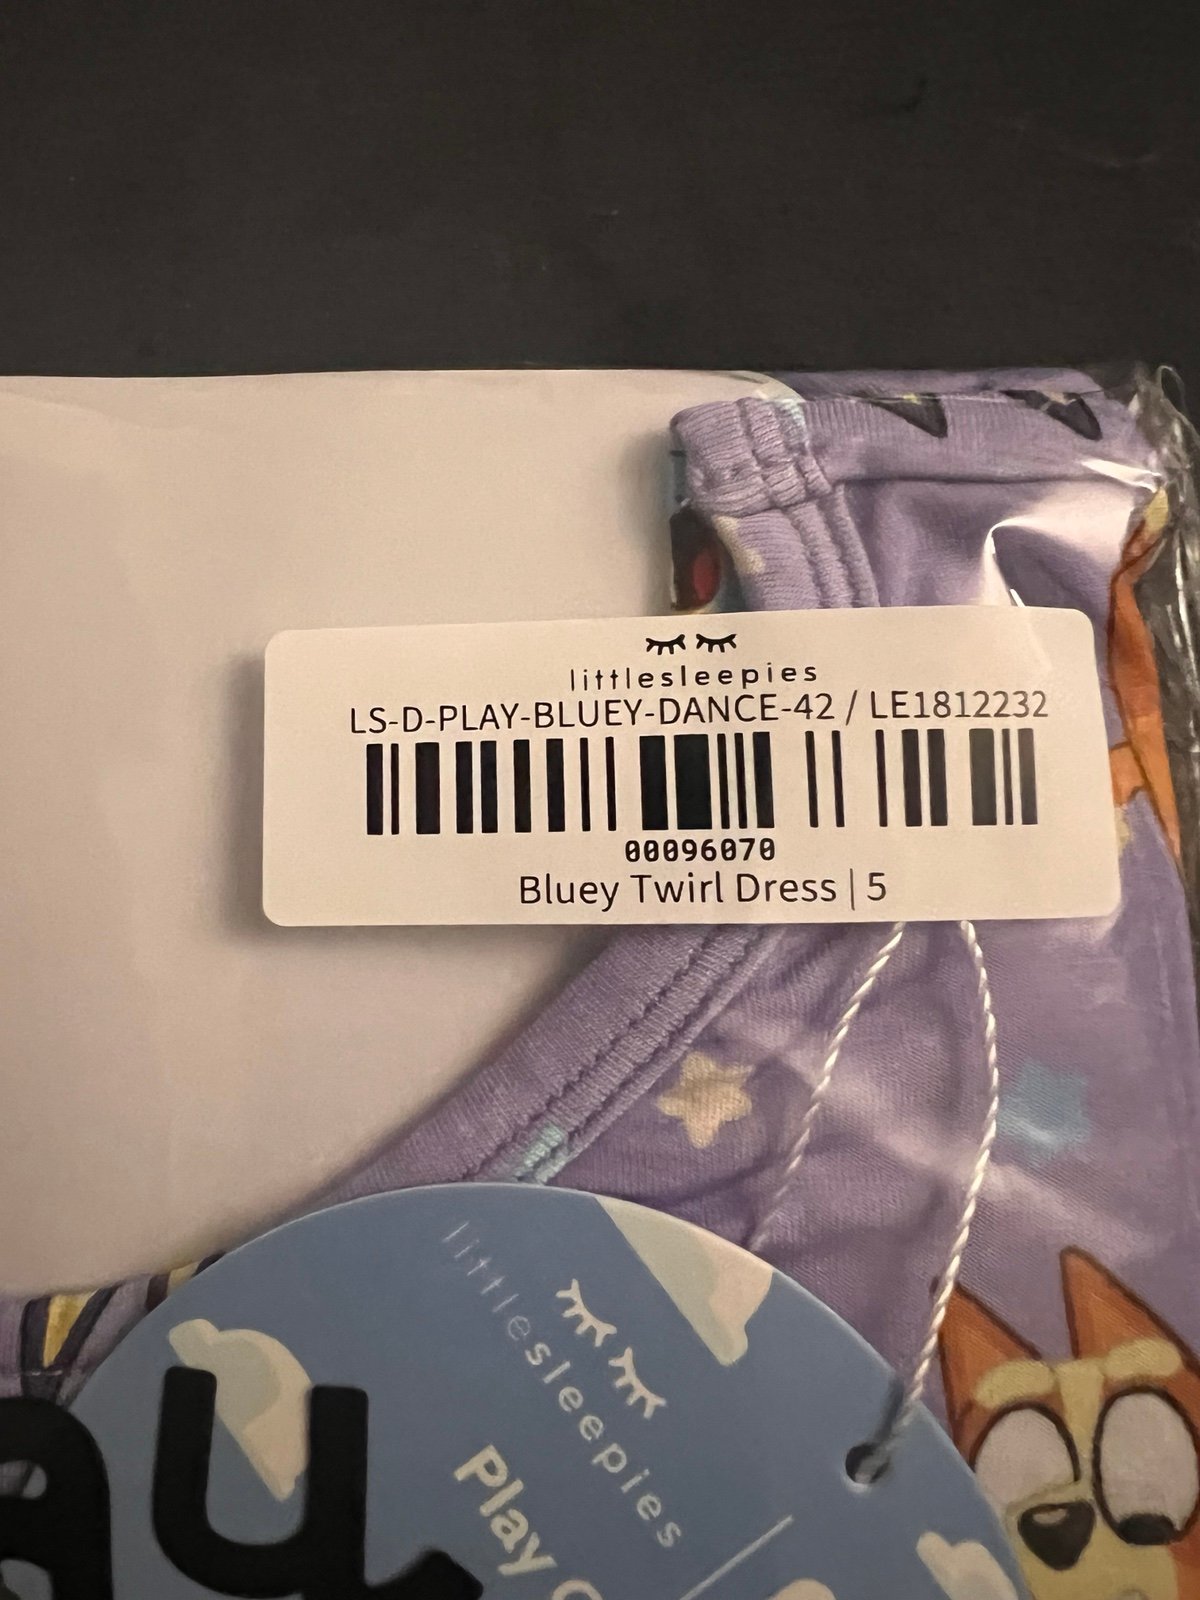 littlesleepies
LS-D-PLAY-BLUEY-DANCE-42 / LE1812232
00096070
Bluey Twirl Dress | 5
littlesleepies
Play